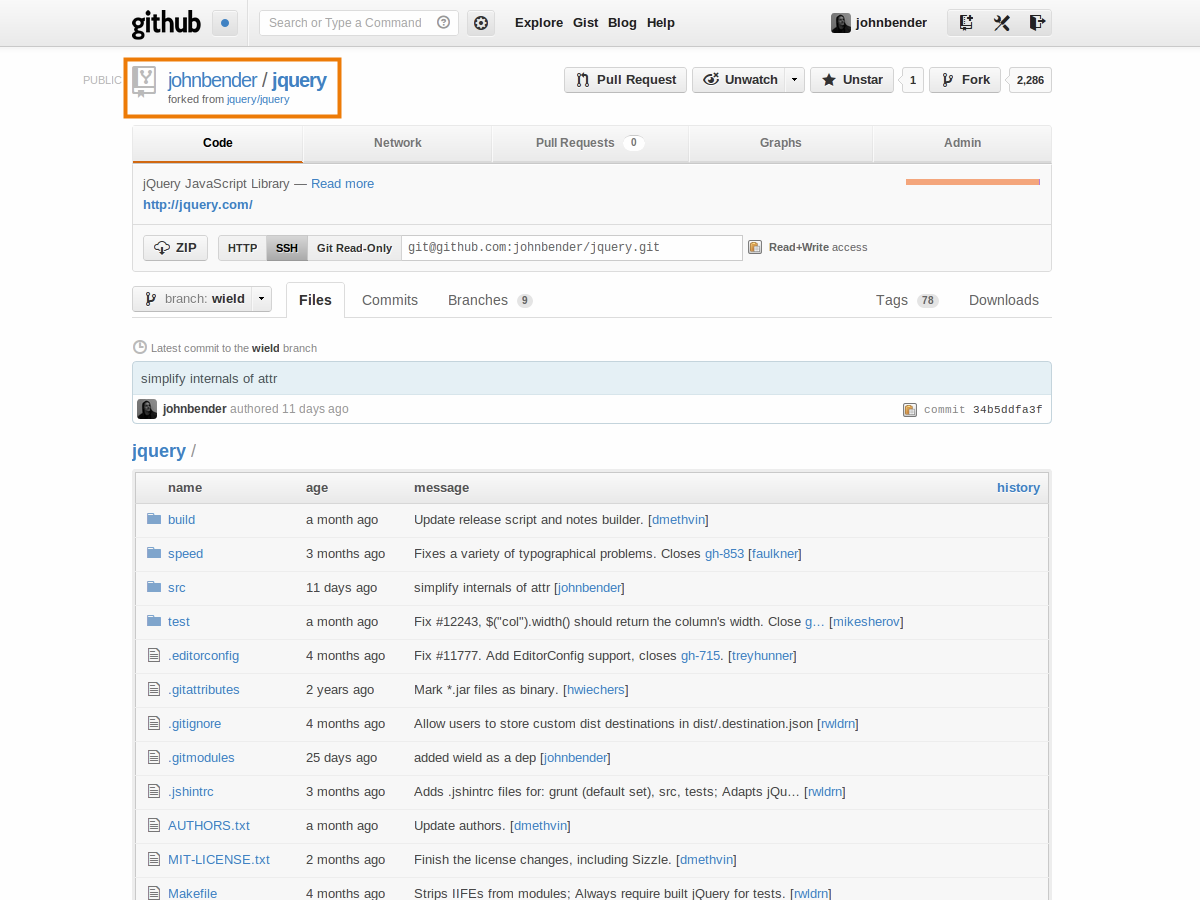 github Search or Type a Command Explore Gist Blog Help johnbender
PUBLIC johnbender / jquery Pull Request Unwatch Unstar 1 Fork 2,286
forked from jquery/jquery
Code Network Pull Requests 0 Graphs Admin
jQuery JavaScript Library — Read more
http://jquery.com/
ZIP HTTP SSH Git Read-Only git@github.com:johnbender/jquery.git Read+Write access
branch: wield Files Commits Branches 9 Tags 78 Downloads
Latest commit to the wield branch
simplify internals of attr
johnbender authored 11 days ago commit 34b5ddfa3f
jquery /
name age message history
build a month ago Update release script and notes builder. [dmethvin]
speed 3 months ago Fixes a variety of typographical problems. Closes gh-853 [faulkner]
src 11 days ago simplify internals of attr [johnbender]
test a month ago Fix #12243, $("col").width() should return the column's width. Close g… [mikesherov]
.editorconfig 4 months ago Fix #11777. Add EditorConfig support, closes gh-715. [treyhunner]
.gitattributes 2 years ago Mark *.jar files as binary. [hwiechers]
.gitignore 4 months ago Allow users to store custom dist destinations in dist/.destination.json [rwldrn]
.gitmodules 25 days ago added wield as a dep [johnbender]
.jshintrc 3 months ago Adds .jshintrc files for: grunt (default set), src, tests; Adapts jQu… [rwldrn]
AUTHORS.txt a month ago Update authors. [dmethvin]
MIT-LICENSE.txt 2 months ago Finish the license changes, including Sizzle. [dmethvin]
Makefile 4 months ago Strips IIFEs from modules; Always require built jQuery for tests. [rwldrn]